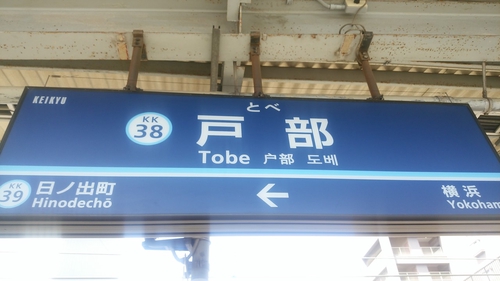 KEIKYU
とべ
KK
38
戸部
Tobe 户部 도베
KK
39
日ノ出町
Hinodechō
←
横浜
Yokoham